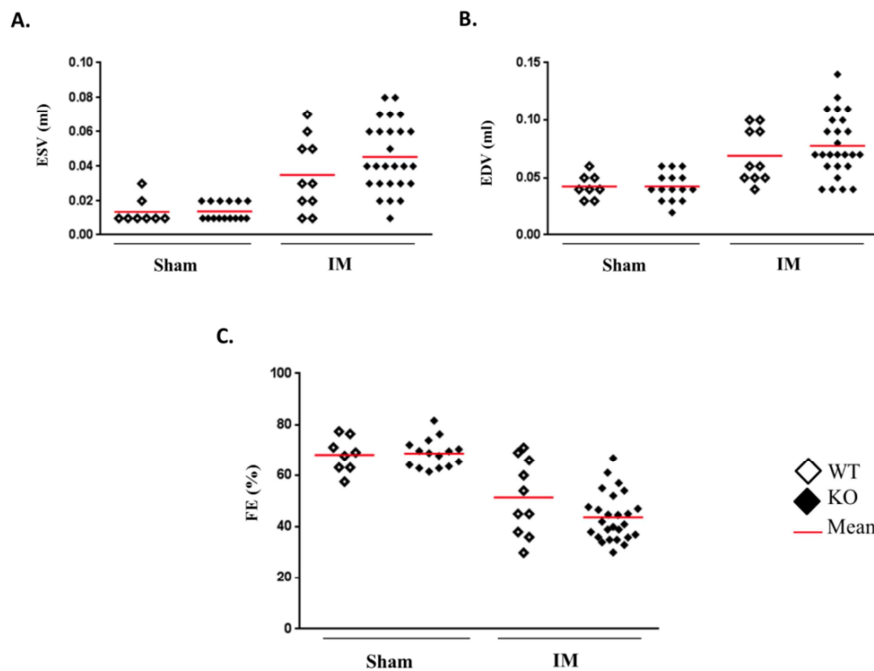 A.
ESV (ml)
0.10
0.08
0.06
0.04
0.02
0.00
Sham
IM
B.
EDV (ml)
0.15
0.10
0.05
0.00
Sham
IM
C.
FE (%)
100
80
60
40
20
0
Sham
IM
WT
KO
Mean